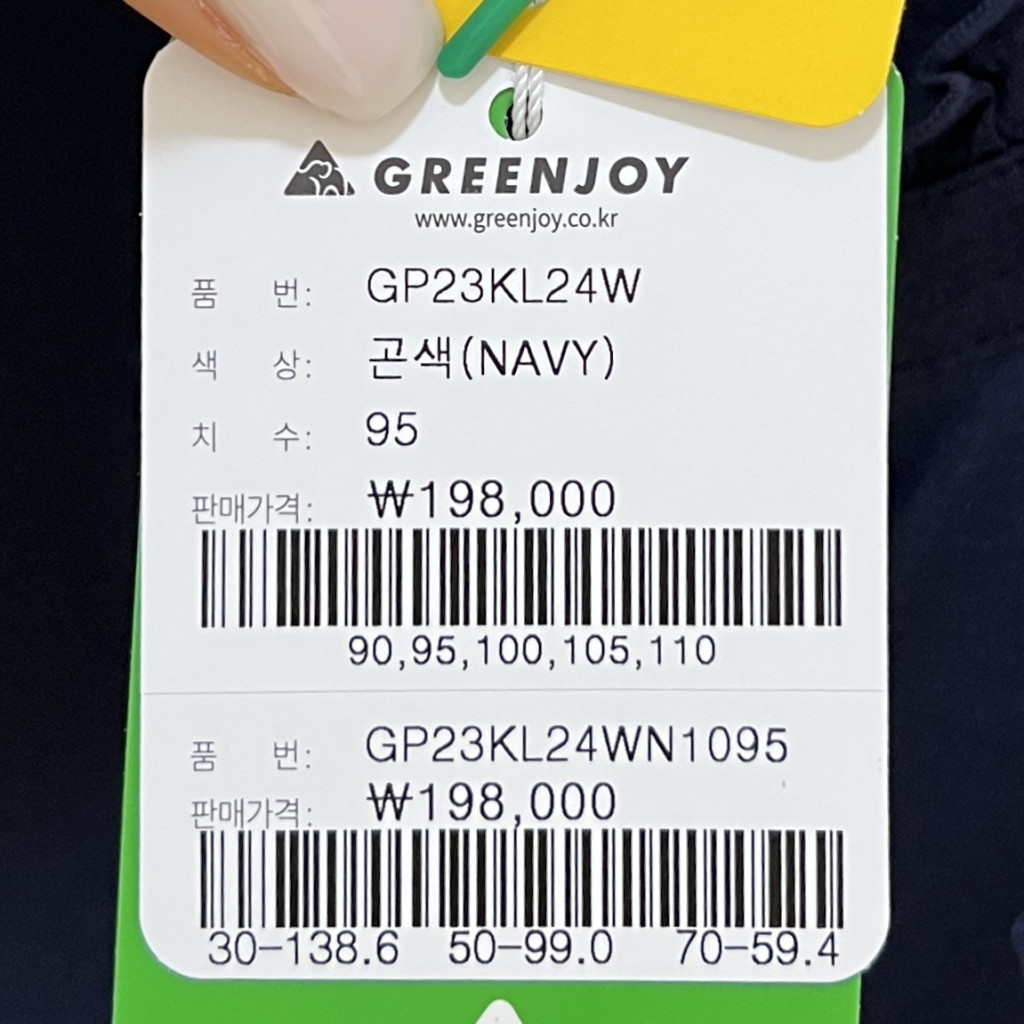 GREENJOY
www.greenjoy.co.kr
품 번: GP23KL24W
색 상: 곤색(NAVY)
치 수: 95
판매가격: ₩198,000
90,95,100,105,110
품 번: GP23KL24WN1095
판매가격: ₩198,000
30-138.6 50-99.0 70-59.4